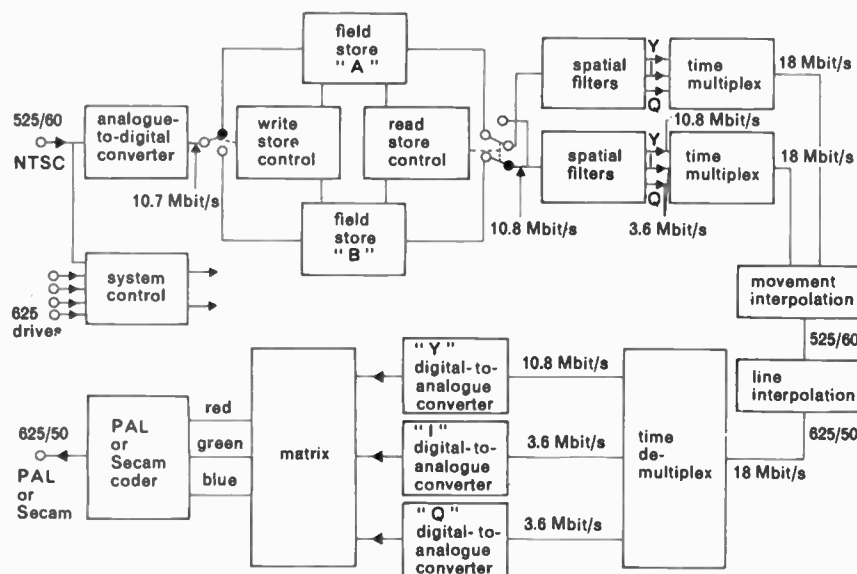 field
store
"A"
525/60
NTSC
analogue-
to-digital
converter
10.7 Mbit/s
write
store
control
read
store
control
field
store
"B"
10.8 Mbit/s
spatial
filters
Y
I
Q
time
multiplex
18 Mbit/s
10.8 Mbit/s
spatial
filters
Y
I
Q
time
multiplex
18 Mbit/s
3.6 Mbit/s
625
drives
system
control
movement
interpolation
525/60
line
interpolation
625/50
18 Mbit/s
time
de-
multiplex
10.8 Mbit/s
3.6 Mbit/s
3.6 Mbit/s
"Y"
digital-to-
analogue
converter
"I"
digital-to-
analogue
converter
"Q"
digital-to-
analogue
converter
matrix
red
green
blue
PAL
or
Secam
coder
625/50
PAL
or
Secam